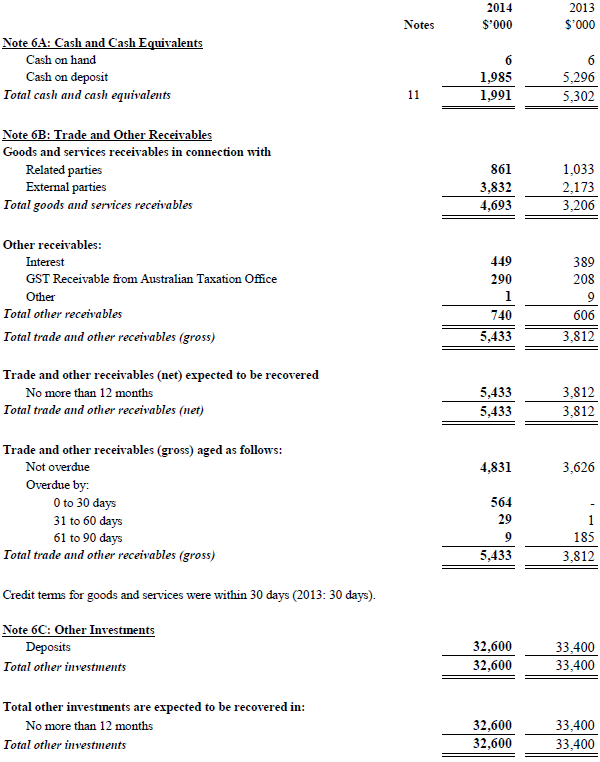 2014 2013
Notes $'000 $'000
Note 6A: Cash and Cash Equivalents
Cash on hand 6 6
Cash on deposit 1,985 5,296
Total cash and cash equivalents 11 1,991 5,302
Note 6B: Trade and Other Receivables
Goods and services receivables in connection with
Related parties 861 1,033
External parties 3,832 2,173
Total goods and services receivables 4,693 3,206
Other receivables:
Interest 449 389
GST Receivable from Australian Taxation Office 290 208
Other 1 9
Total other receivables 740 606
Total trade and other receivables (gross) 5,433 3,812
Trade and other receivables (net) expected to be recovered
No more than 12 months 5,433 3,812
Total trade and other receivables (net) 5,433 3,812
Trade and other receivables (gross) aged as follows:
Not overdue 4,831 3,626
Overdue by:
0 to 30 days 564 -
31 to 60 days 29 1
61 to 90 days 9 185
Total trade and other receivables (gross) 5,433 3,812
Credit terms for goods and services were within 30 days (2013: 30 days).
Note 6C: Other Investments
Deposits 32,600 33,400
Total other investments 32,600 33,400
Total other investments are expected to be recovered in:
No more than 12 months 32,600 33,400
Total other investments 32,600 33,400